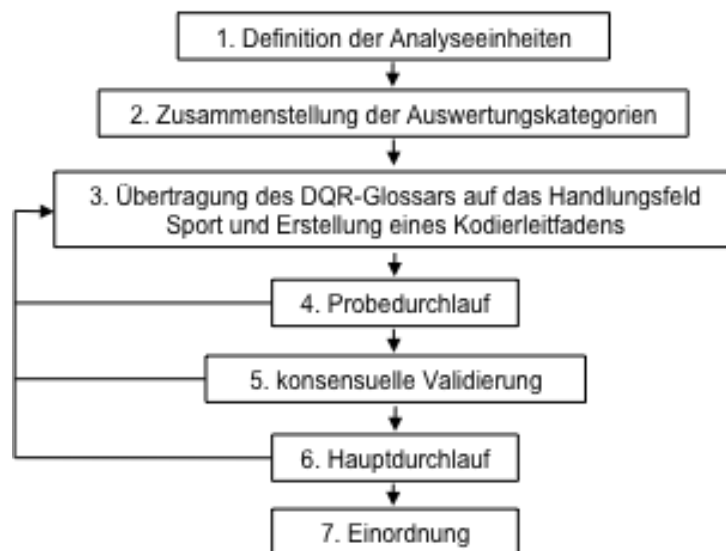 1. Definition der Analyseeinheiten
2. Zusammenstellung der Auswertungskategorien
3. Übertragung des DQR-Glossars auf das Handlungsfeld
Sport und Erstellung eines Kodierleitfadens
4. Probedurchlauf
5. konsensuelle Validierung
6. Hauptdurchlauf
7. Einordnung